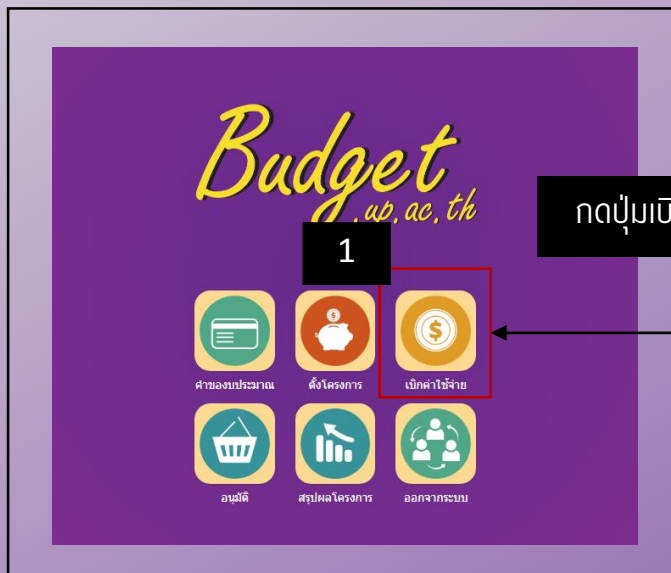 Budget
.up.ac.th
1
กดปุ่มเบิ
คำของบประมาณ
ตั้งโครงการ
เบิกค่าใช้จ่าย
อนุมัติ
สรุปผลโครงการ
ออกจากระบบ